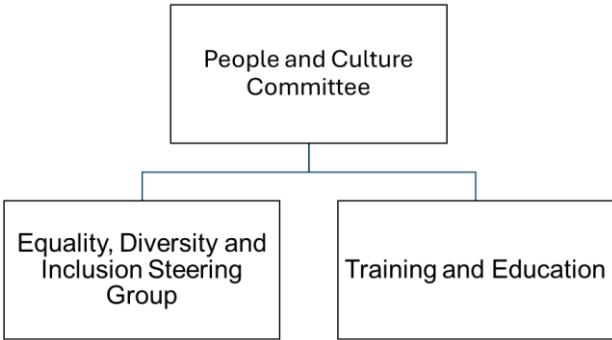 People and Culture
Committee
Equality, Diversity and
Inclusion Steering
Group
Training and Education